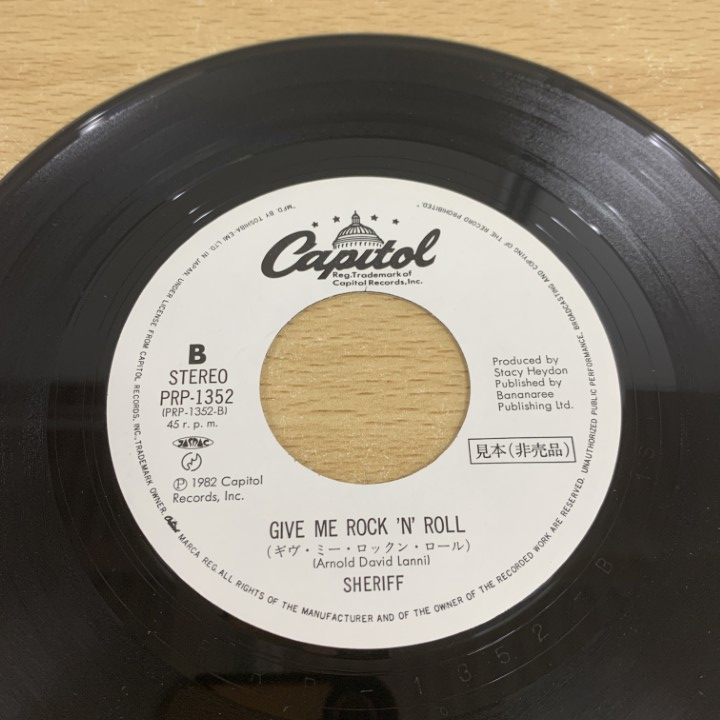 Capitol
Reg. Trademark of
Capitol Records, Inc.
B
STEREO
PRP-1352
(PRP-1352-B)
45 r.p.m.
JASRAC
Ⓟ 1982 Capitol
Records, Inc.
Produced by
Stacy Heydon
Published by
Bananaree
Publishing Ltd.
見本(非売品)
GIVE ME ROCK 'N' ROLL
(ギヴ・ミー・ロックン・ロール)
(Arnold David Lanni)
SHERIFF
"MFD. BY TOSHIBA-EMI LTD IN JAPAN, UNDER LICENSE FROM CAPITOL RECORDS, INC., TRADEMARK OWNER, Capitol MARCA REG. ALL RIGHTS OF THE MANUFACTURER AND OF THE OWNER OF THE RECORDED WORK ARE RESERVED. UNAUTHORIZED PUBLIC PERFORMANCE, BROADCASTING AND COPYING OF THE RECORD PROHIBITED."